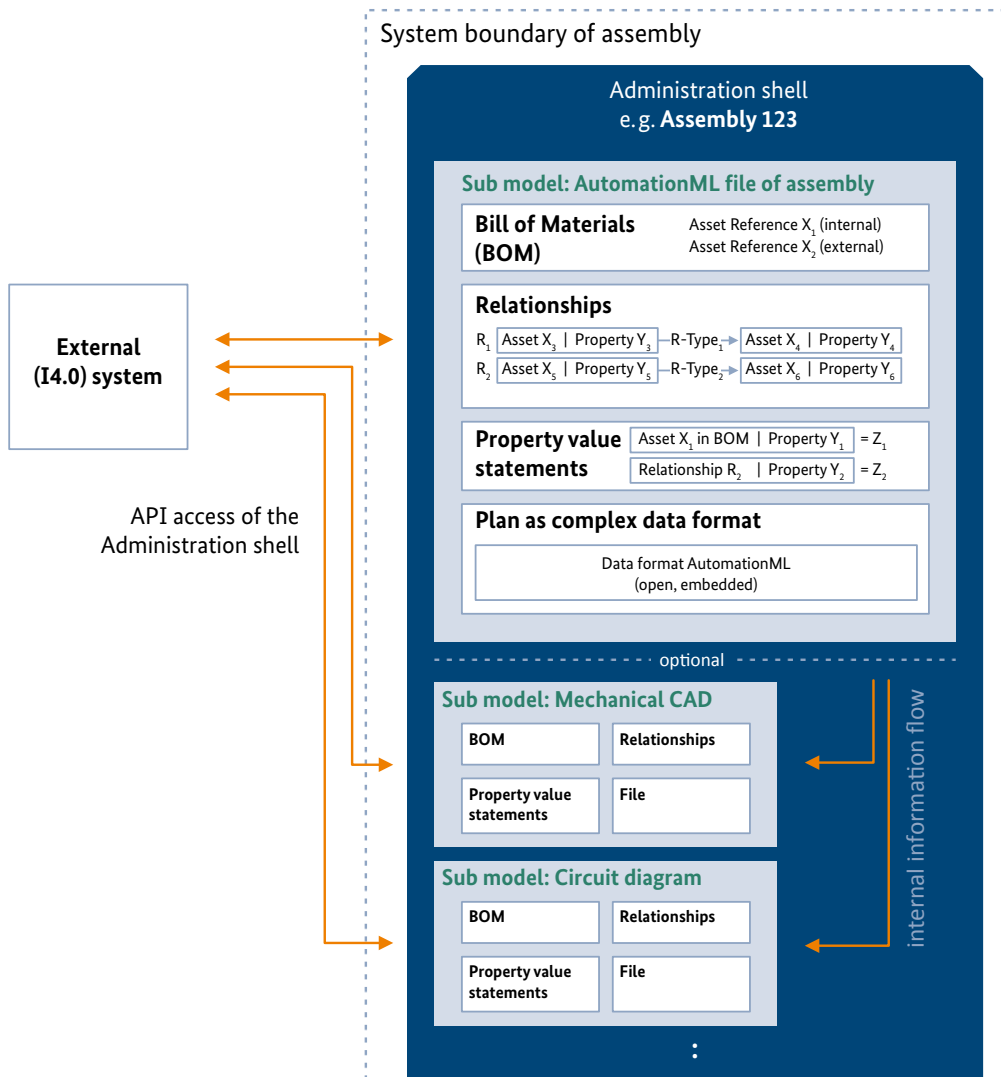 System boundary of assembly
Administration shell
e.g. Assembly 123
Sub model: AutomationML file of assembly
Bill of Materials
(BOM)
Asset Reference X₁ (internal)
Asset Reference X₂ (external)
Relationships
R₁ Asset X₃ | Property Y₃ R-Type₁ Asset X₄ | Property Y₄
R₂ Asset X₅ | Property Y₅ R-Type₂ Asset X₆ | Property Y₆
Property value
statements
Asset X₁ in BOM | Property Y₁ = Z₁
Relationship R₂ | Property Y₂ = Z₂
Plan as complex data format
Data format AutomationML
(open, embedded)
External
(I4.0) system
API access of the
Administration shell
optional
Sub model: Mechanical CAD
BOM
Relationships
Property value
statements
File
Sub model: Circuit diagram
BOM
Relationships
Property value
statements
File
internal information flow
: